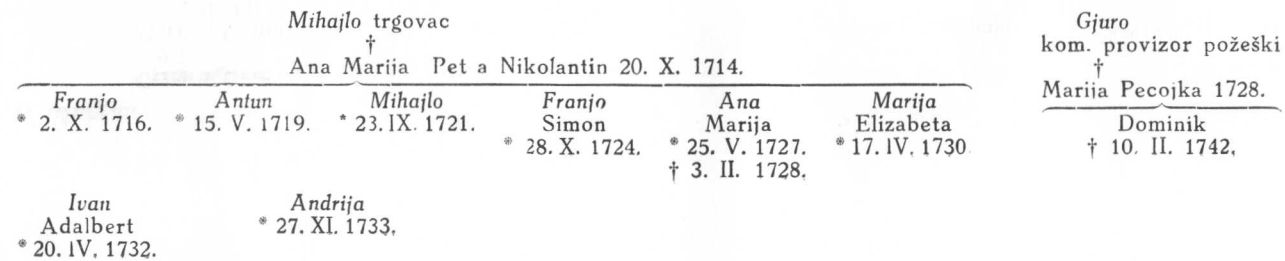 Mihajlo trgovac
†
Ana Marija Pet a Nikolantin 20. X. 1714.
Franjo
* 2. X. 1716.
Antun
* 15. V. 1719.
Mihajlo
* 23. IX. 1721.
Franjo
Simon
* 28. X. 1724.
Ana
Marija
* 25. V. 1727.
† 3. II. 1728.
Marija
Elizabeta
* 17. IV. 1730
Ivan
Adalbert
* 20. IV. 1732.
Andrija
* 27. XI. 1733.
Gjuro
kom. provizor požeški
†
Marija Pecojka 1728.
Dominik
† 10. II. 1742.